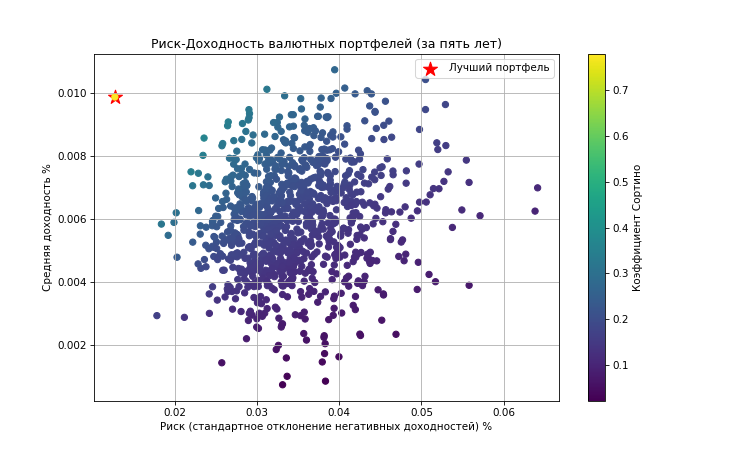 Риск-Доходность валютных портфелей (за пять лет)
Лучший портфель
Средняя доходность %
0.010
0.008
0.006
0.004
0.002
0.02 0.03 0.04 0.05 0.06
Риск (стандартное отклонение негативных доходностей) %
0.7
0.6
0.5
0.4
0.3
0.2
0.1
Коэффициент Сортино